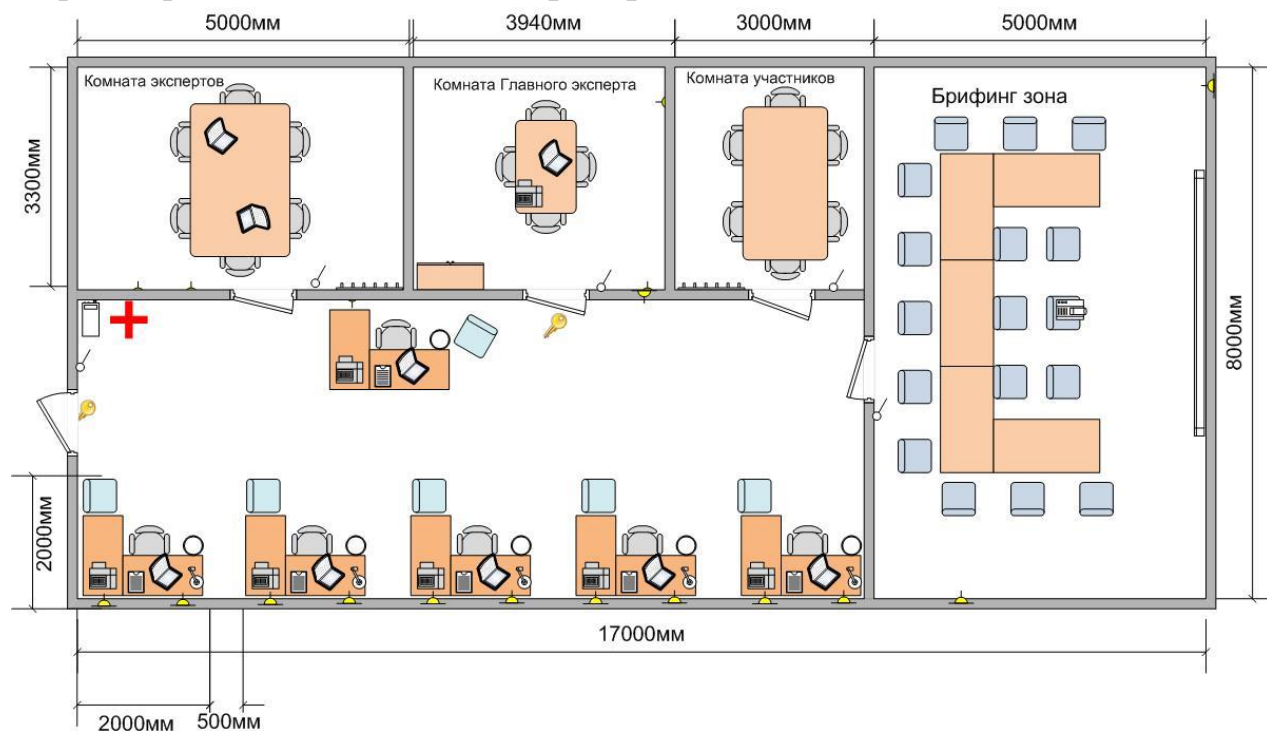 5000мм 3940мм 3000мм 5000мм
Комната экспертов
Комната Главного эксперта
Комната участников
Брифинг зона
3300мм
8000мм
2000мм
17000мм
2000мм 500мм